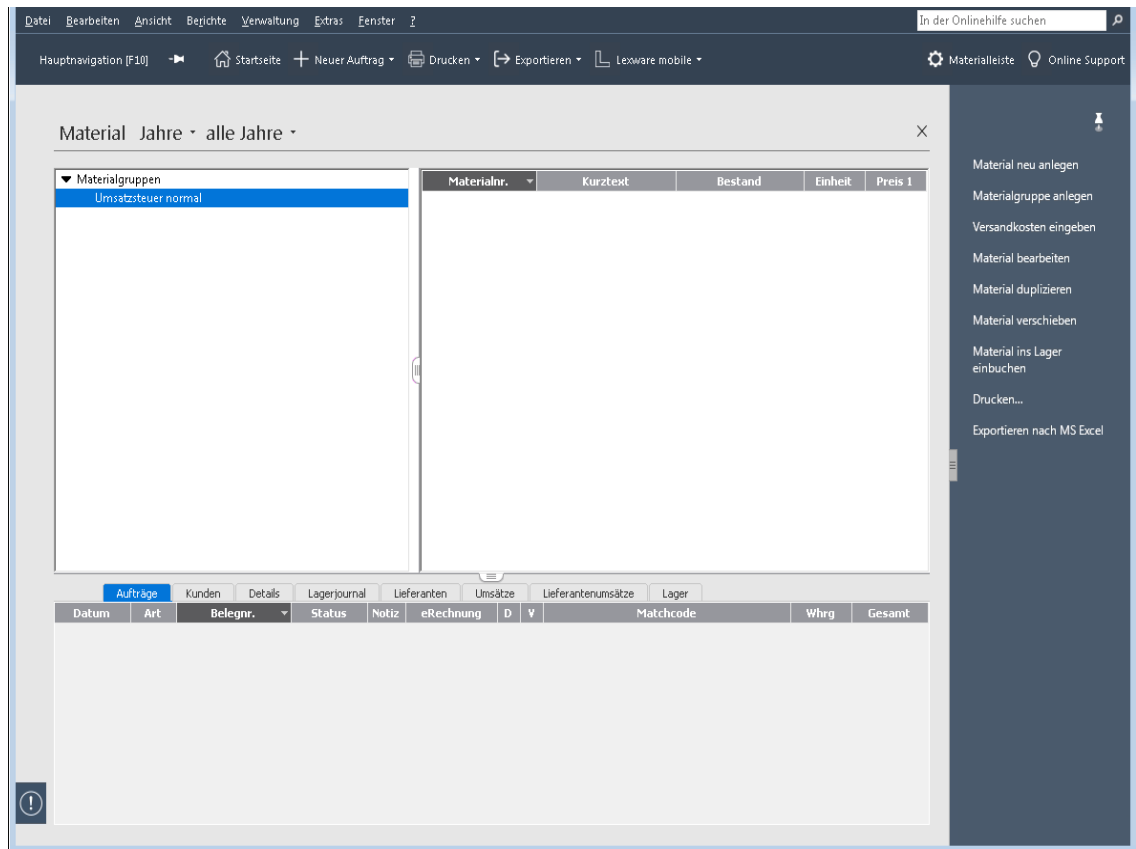 Datei Bearbeiten Ansicht Berichte Verwaltung Extras Fenster ? In der Onlinehilfe suchen
Hauptnavigation [F10] Startseite Neuer Auftrag Drucken Exportieren Lexware mobile Materialleiste Online Support
Material Jahre alle Jahre X
Materialgruppen
Umsatzsteuer normal
Materialnr. Kurztext Bestand Einheit Preis 1
Material neu anlegen
Materialgruppe anlegen
Versandkosten eingeben
Material bearbeiten
Material duplizieren
Material verschieben
Material ins Lager
einbuchen
Drucken...
Exportieren nach MS Excel
Aufträge Kunden Details Lagerjournal Lieferanten Umsätze Lieferantenumsätze Lager
Datum Art Belegnr. Status Notiz eRechnung D V Matchcode Whrg Gesamt